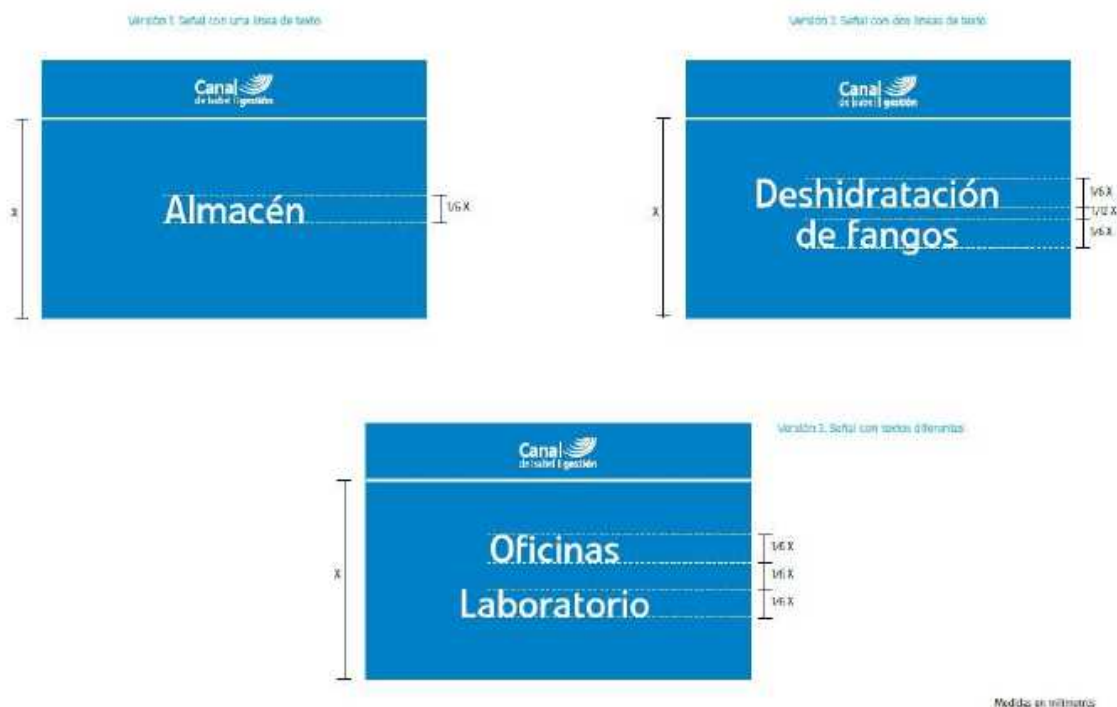 Versión 1. Señal con una línea de texto
Versión 2. Señal con dos líneas de texto
Canal
de Isabel II gestión
X
Almacén
1/6 X
Canal
de Isabel II gestión
X
Deshidratación
de fangos
1/6 X
1/12 X
1/6 X
Versión 3. Señal con textos diferentes
Canal
de Isabel II gestión
X
Oficinas
Laboratorio
1/6 X
1/6 X
1/6 X
Medidas en milímetros